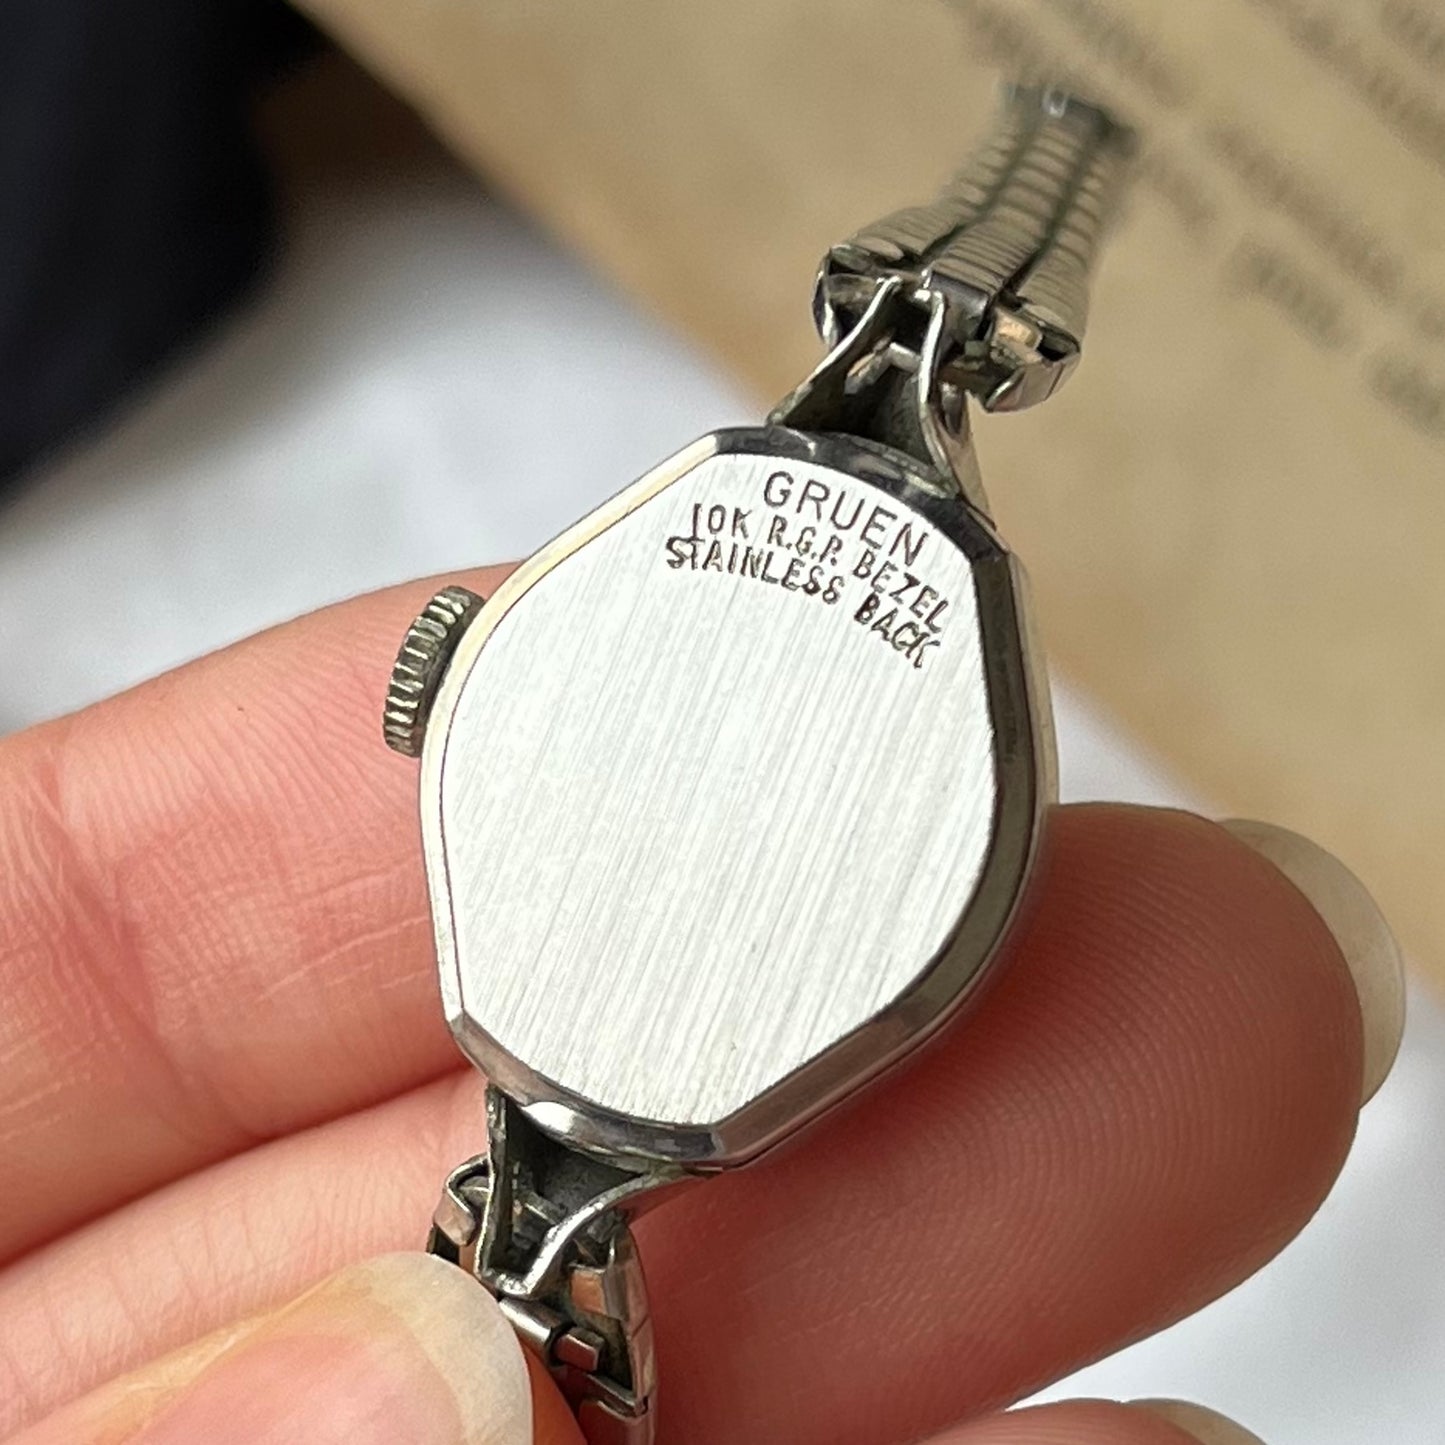 GRUEN
10K R.G.P. BEZEL
STAINLESS BACK